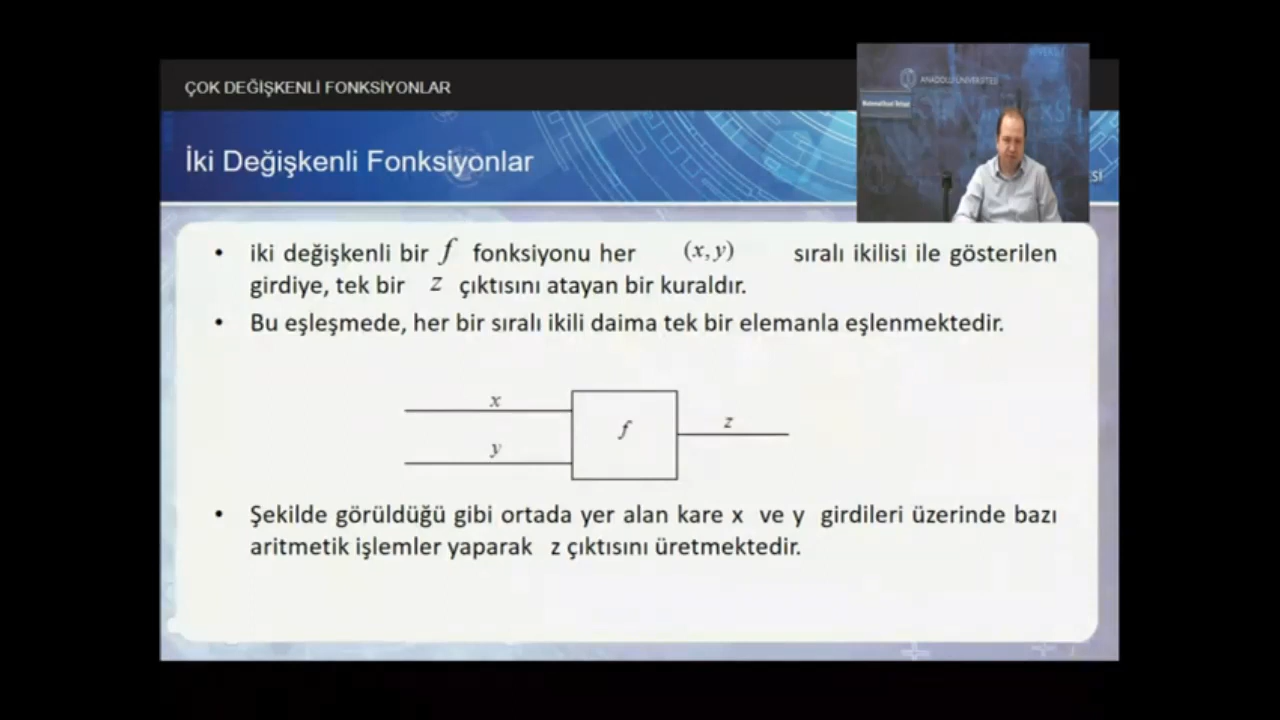 ÇOK DEĞİŞKENLİ FONKSİYONLAR
ANADOLU ÜNİVERSİTESİ
İki Değişkenli Fonksiyonlar
• iki değişkenli bir f fonksiyonu her (x, y) sıralı ikilisi ile gösterilen
girdiye, tek bir z çıktısını atayan bir kuraldır.
• Bu eşleşmede, her bir sıralı ikili daima tek bir elemanla eşlenmektedir.
x
y
f
z
• Şekilde görüldüğü gibi ortada yer alan kare x ve y girdileri üzerinde bazı
aritmetik işlemler yaparak z çıktısını üretmektedir.